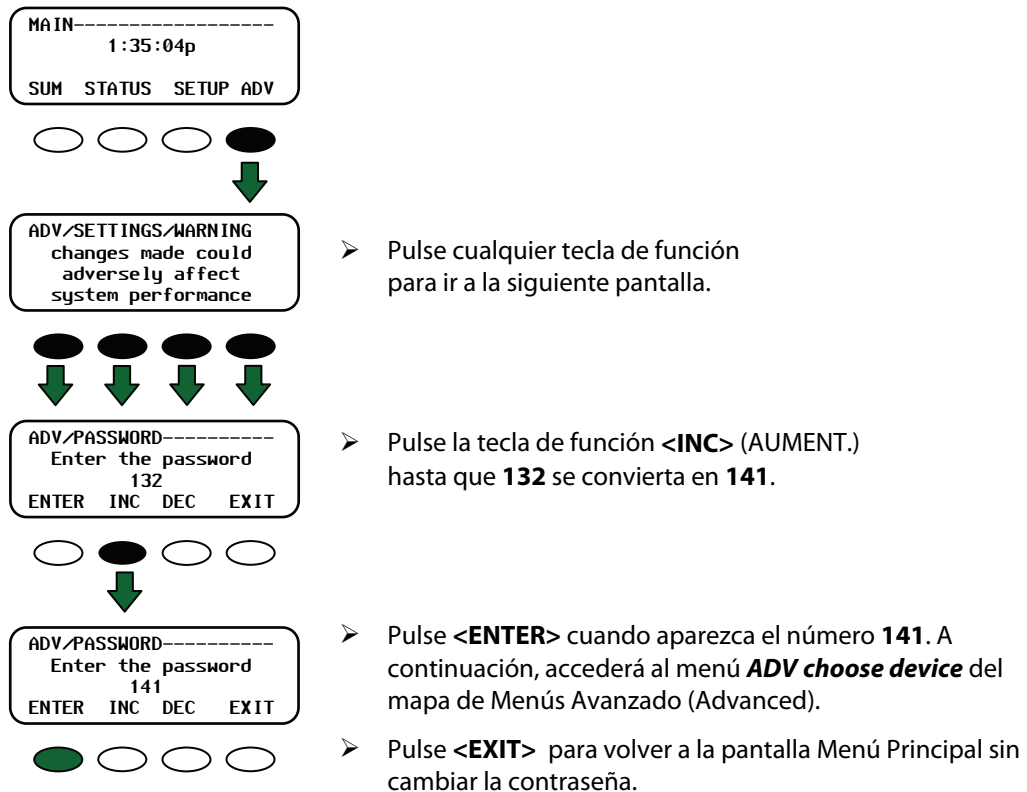 MAIN-------------------
1:35:04p
SUM STATUS SETUP ADV
ADV/SETTINGS/WARNING
changes made could
adversely affect
system performance
➢ Pulse cualquier tecla de función
para ir a la siguiente pantalla.
ADV/PASSWORD----------
Enter the password
132
ENTER INC DEC EXIT
➢ Pulse la tecla de función <INC> (AUMENT.)
hasta que 132 se convierta en 141.
ADV/PASSWORD----------
Enter the password
141
ENTER INC DEC EXIT
➢ Pulse <ENTER> cuando aparezca el número 141. A
continuación, accederá al menú ADV choose device del
mapa de Menús Avanzado (Advanced).
➢ Pulse <EXIT> para volver a la pantalla Menú Principal sin
cambiar la contraseña.